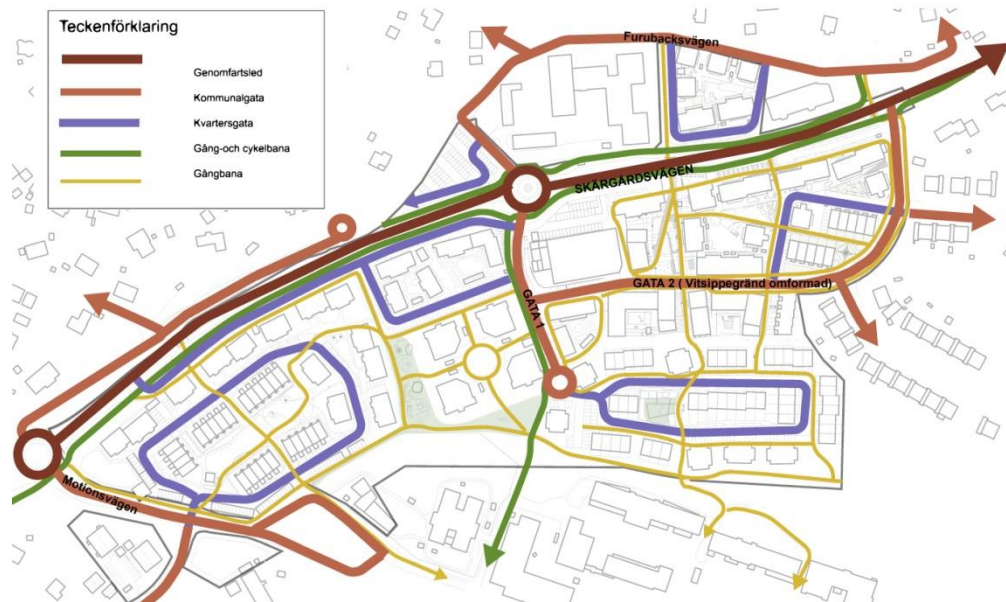 Teckenförklaring
Genomfartsled
Kommunalgata
Kvartersgata
Gång-och cykelbana
Gångbana
Furubacksvägen
SKÄRGÅRDSVÄGEN
GATA 2 ( Vitsippegränd omformad)
GATA 1
Motionsvägen